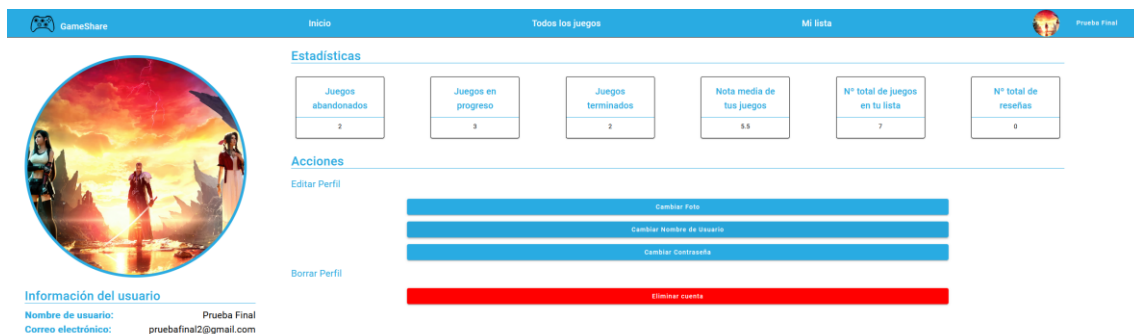 GameShare
Inicio
Todos los juegos
Mi lista
Prueba Final
Estadísticas
Juegos
abandonados
2
Juegos en
progreso
3
Juegos
terminados
2
Nota media de
tus juegos
5.5
Nº total de juegos
en tu lista
7
Nº total de
reseñas
0
Acciones
Editar Perfil
Cambiar Foto
Cambiar Nombre de Usuario
Cambiar Contraseña
Borrar Perfil
Eliminar cuenta
Información del usuario
Nombre de usuario: Prueba Final
Correo electrónico: pruebafinal2@gmail.com